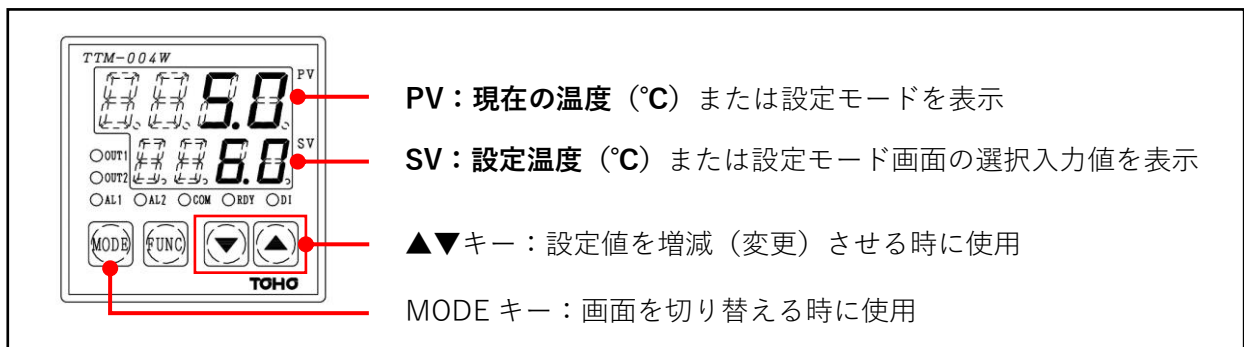 TTM-004W
5.0 PV
PV：現在の温度（℃）または設定モードを表示
6.0 SV
SV：設定温度（℃）または設定モード画面の選択入力値を表示
OUT1
OUT2
AL1 AL2 COM RDY DI
MODE FUNC ▼ ▲
▲▼キー：設定値を増減（変更）させる時に使用
TOHO
MODE キー：画面を切り替える時に使用